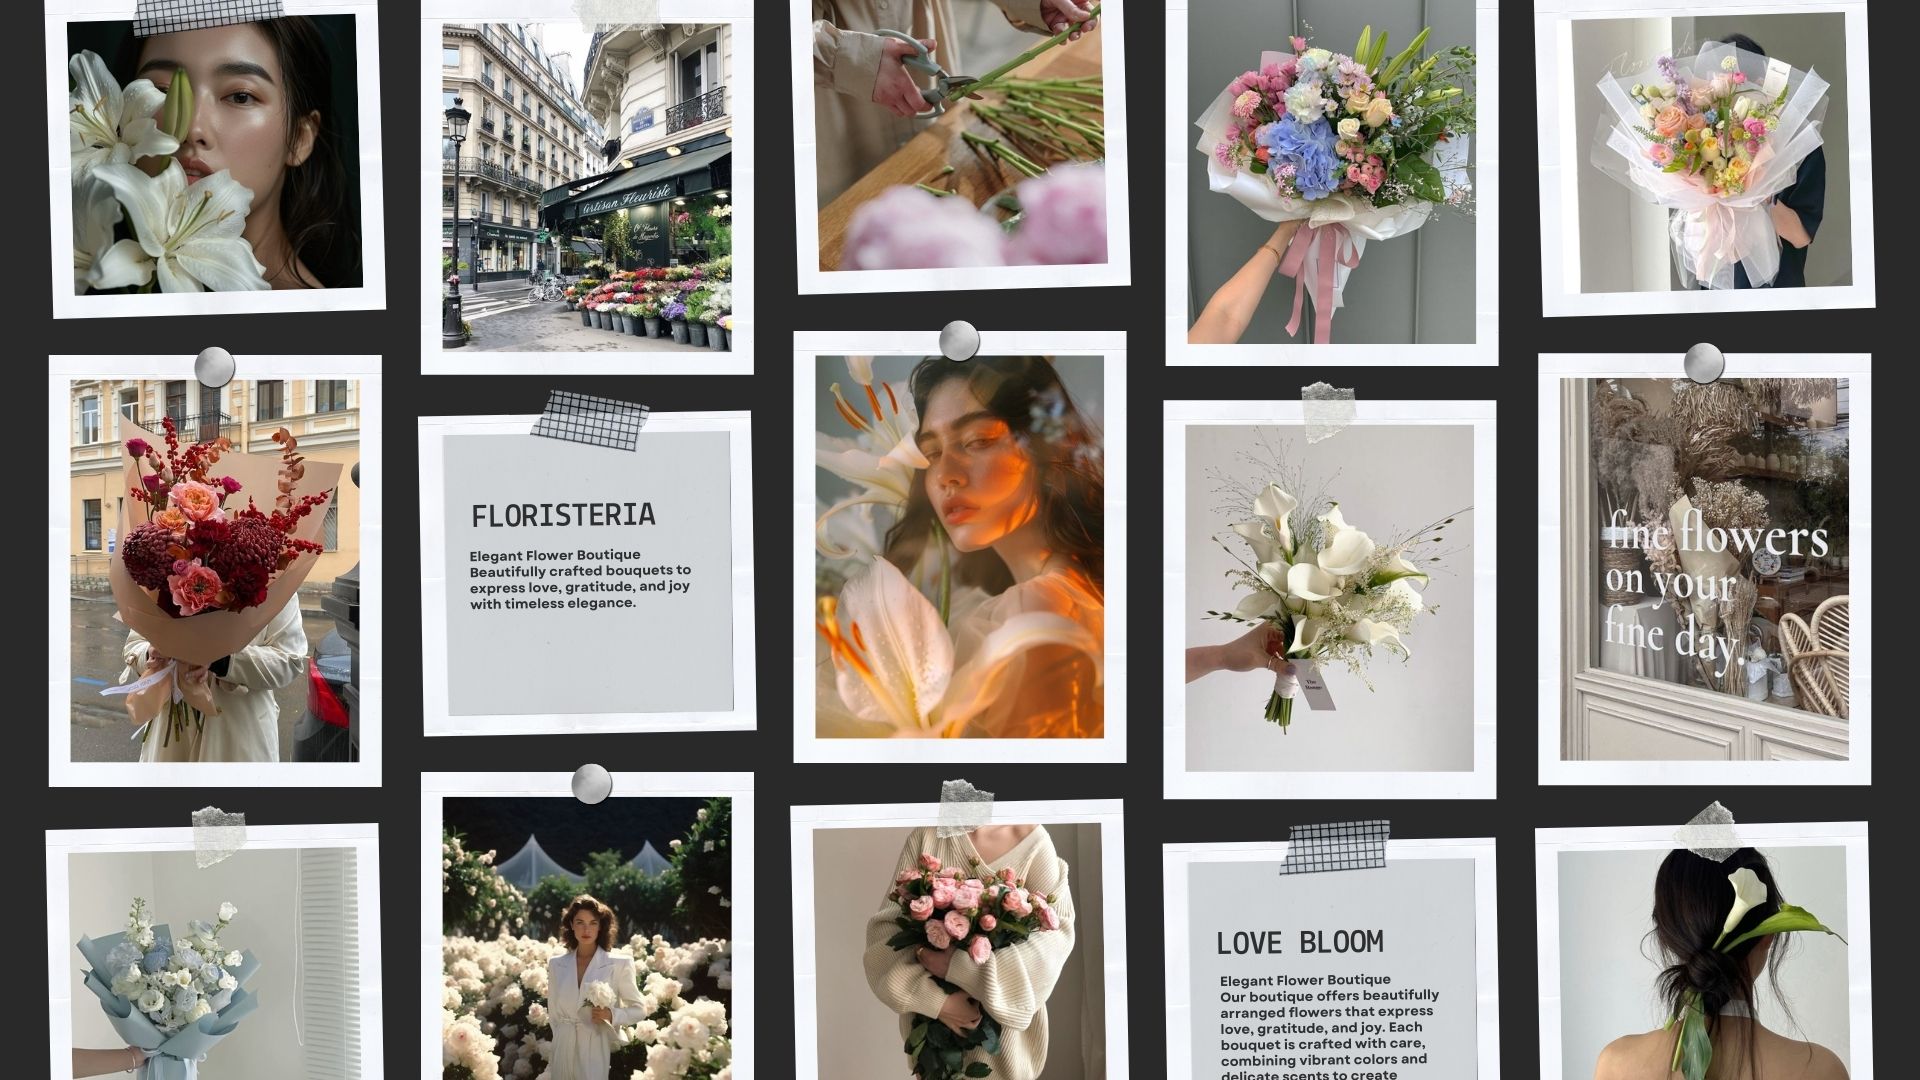 Artisan Fleuriste
FLORISTERIA
Elegant Flower Boutique
Beautifully crafted bouquets to
express love, gratitude, and joy
with timeless elegance.
fine flowers
on your
fine day.
LOVE BLOOM
Elegant Flower Boutique
Our boutique offers beautifully
arranged flowers that express
love, gratitude, and joy. Each
bouquet is crafted with care,
combining vibrant colors and
delicate scents to create